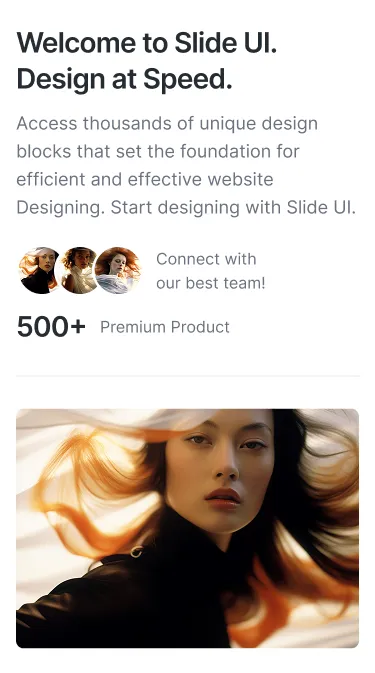 Welcome to Slide UI.
Design at Speed.
Access thousands of unique design
blocks that set the foundation for
efficient and effective website
Designing. Start designing with Slide UI.
Connect with
our best team!
500+ Premium Product